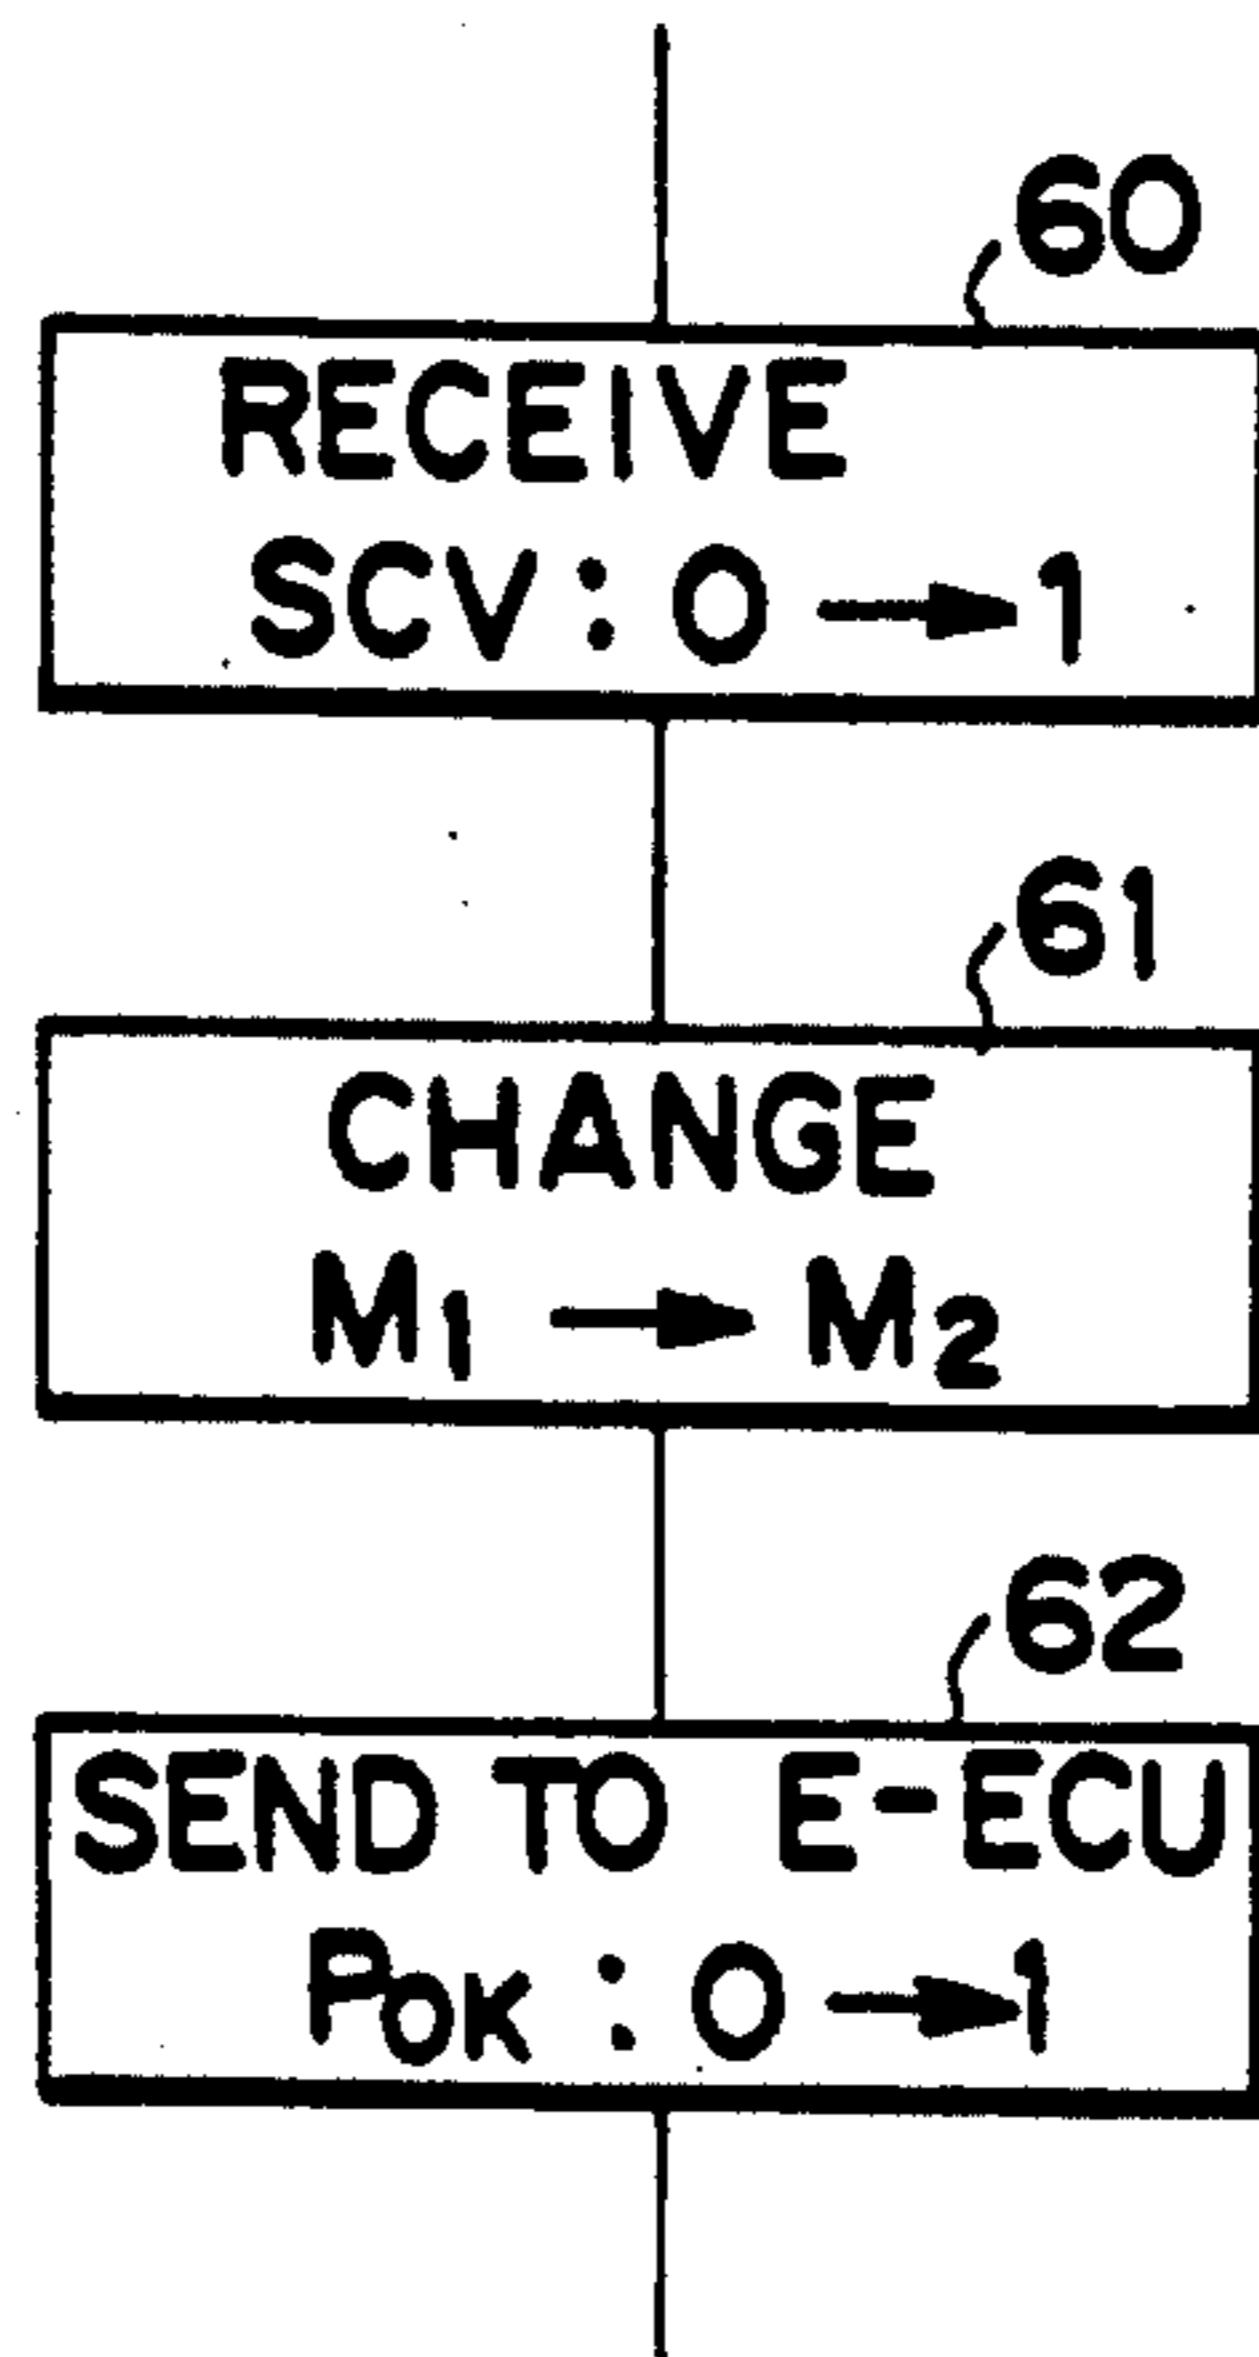 60
RECEIVE
SCV : 0 → 1
61
CHANGE
M1 → M2
62
SEND TO E-ECU
POK : 0 → 1